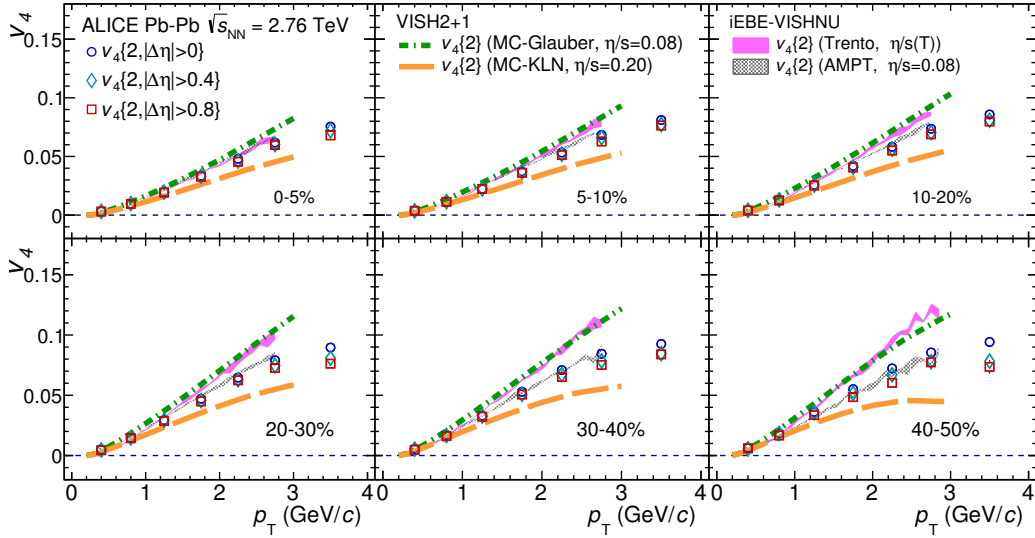 v₄
0.15
0.1
0.05
0
ALICE Pb-Pb √sNN = 2.76 TeV
v₄{2,|Δη|>0}
v₄{2,|Δη|>0.4}
v₄{2,|Δη|>0.8}
0-5%
VISH2+1
v₄{2} (MC-Glauber, η/s=0.08)
v₄{2} (MC-KLN, η/s=0.20)
5-10%
iEBE-VISHNU
v₄{2} (Trento, η/s(T))
v₄{2} (AMPT, η/s=0.08)
10-20%
v₄
0.15
0.1
0.05
0
20-30%
30-40%
40-50%
0 1 2 3 4 0 1 2 3 4 0 1 2 3 4
pT (GeV/c) pT (GeV/c) pT (GeV/c)